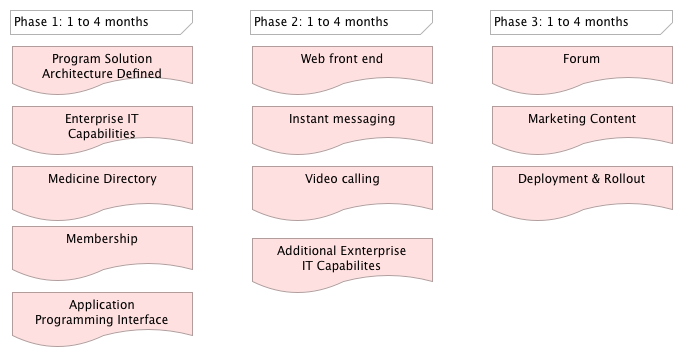 Phase 1: 1 to 4 months
Program Solution
Architecture Defined
Enterprise IT
Capabilities
Medicine Directory
Membership
Application
Programming Interface
Phase 2: 1 to 4 months
Web front end
Instant messaging
Video calling
Additional Exnterprise
IT Capabilites
Phase 3: 1 to 4 months
Forum
Marketing Content
Deployment & Rollout